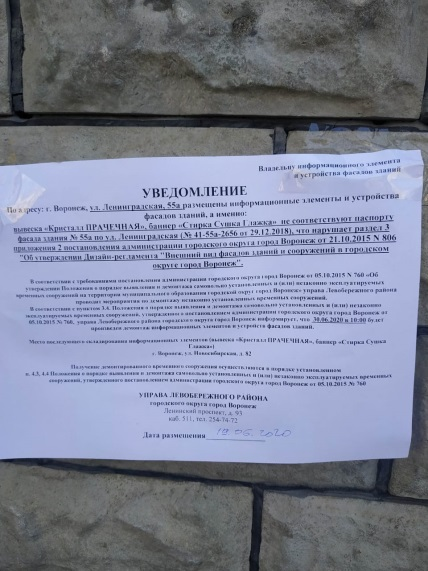 Владельцу информационного элемента
и устройства фасадов зданий
УВЕДОМЛЕНИЕ
По адресу: г. Воронеж, ул. Ленинградская, 55а размещены информационные элементы и устройства
фасадов зданий, а именно:
вывеска «Кристалл ПРАЧЕЧНАЯ», баннер «Стирка Сушка Глажка» не соответствуют паспорту
фасада здания № 55а по ул. Ленинградская (№ 41-55а-2656 от 29.12.2018), что нарушает раздел 3
приложения 2 постановления администрации городского округа город Воронеж от 21.10.2015 N 806
"Об утверждении Дизайн-регламента "Внешний вид фасадов зданий и сооружений в городском
округе город Воронеж".
В соответствии с требованиями постановления администрации городского округа город Воронеж от 05.10.2015 N 760 «Об
утверждении Положения о порядке выявления и демонтажа самовольно установленных и (или) незаконно эксплуатируемых
временных сооружений на территории муниципального образования городской округ город Воронеж» управа Левобережного района
проводит мероприятия по демонтажу незаконно установленных временных сооружений.
В соответствии с пунктом 3.6. Положения о порядке выявления и демонтажа самовольно установленных и (или) незаконно
эксплуатируемых временных сооружений, утвержденного постановлением администрации городского округа город Воронеж от
05.10.2015 N 760, управа Левобережного района городского округа город Воронеж информирует, что 30.06.2020 в 10:00 будет
произведен демонтаж информационных элементов и устройств фасадов зданий.
Место последующего складирования информационных элементов (вывеска «Кристалл ПРАЧЕЧНАЯ», баннер «Стирка Сушка
Глажка»)
г. Воронеж, ул. Новосибирская, д. 82
Получение демонтированного временного сооружения осуществляется в порядке установленном
п. 4.3, 4.4 Положения о порядке выявления и демонтажа самовольно установленных и (или) незаконно эксплуатируемых временных
сооружений, утвержденного постановлением администрации городского округа город Воронеж от 05.10.2015 № 760
УПРАВА ЛЕВОБЕРЕЖНОГО РАЙОНА
городского округа город Воронеж
Ленинский проспект, д. 93
каб. 511, тел. 254-74-72
Дата размещения 19.06.2020